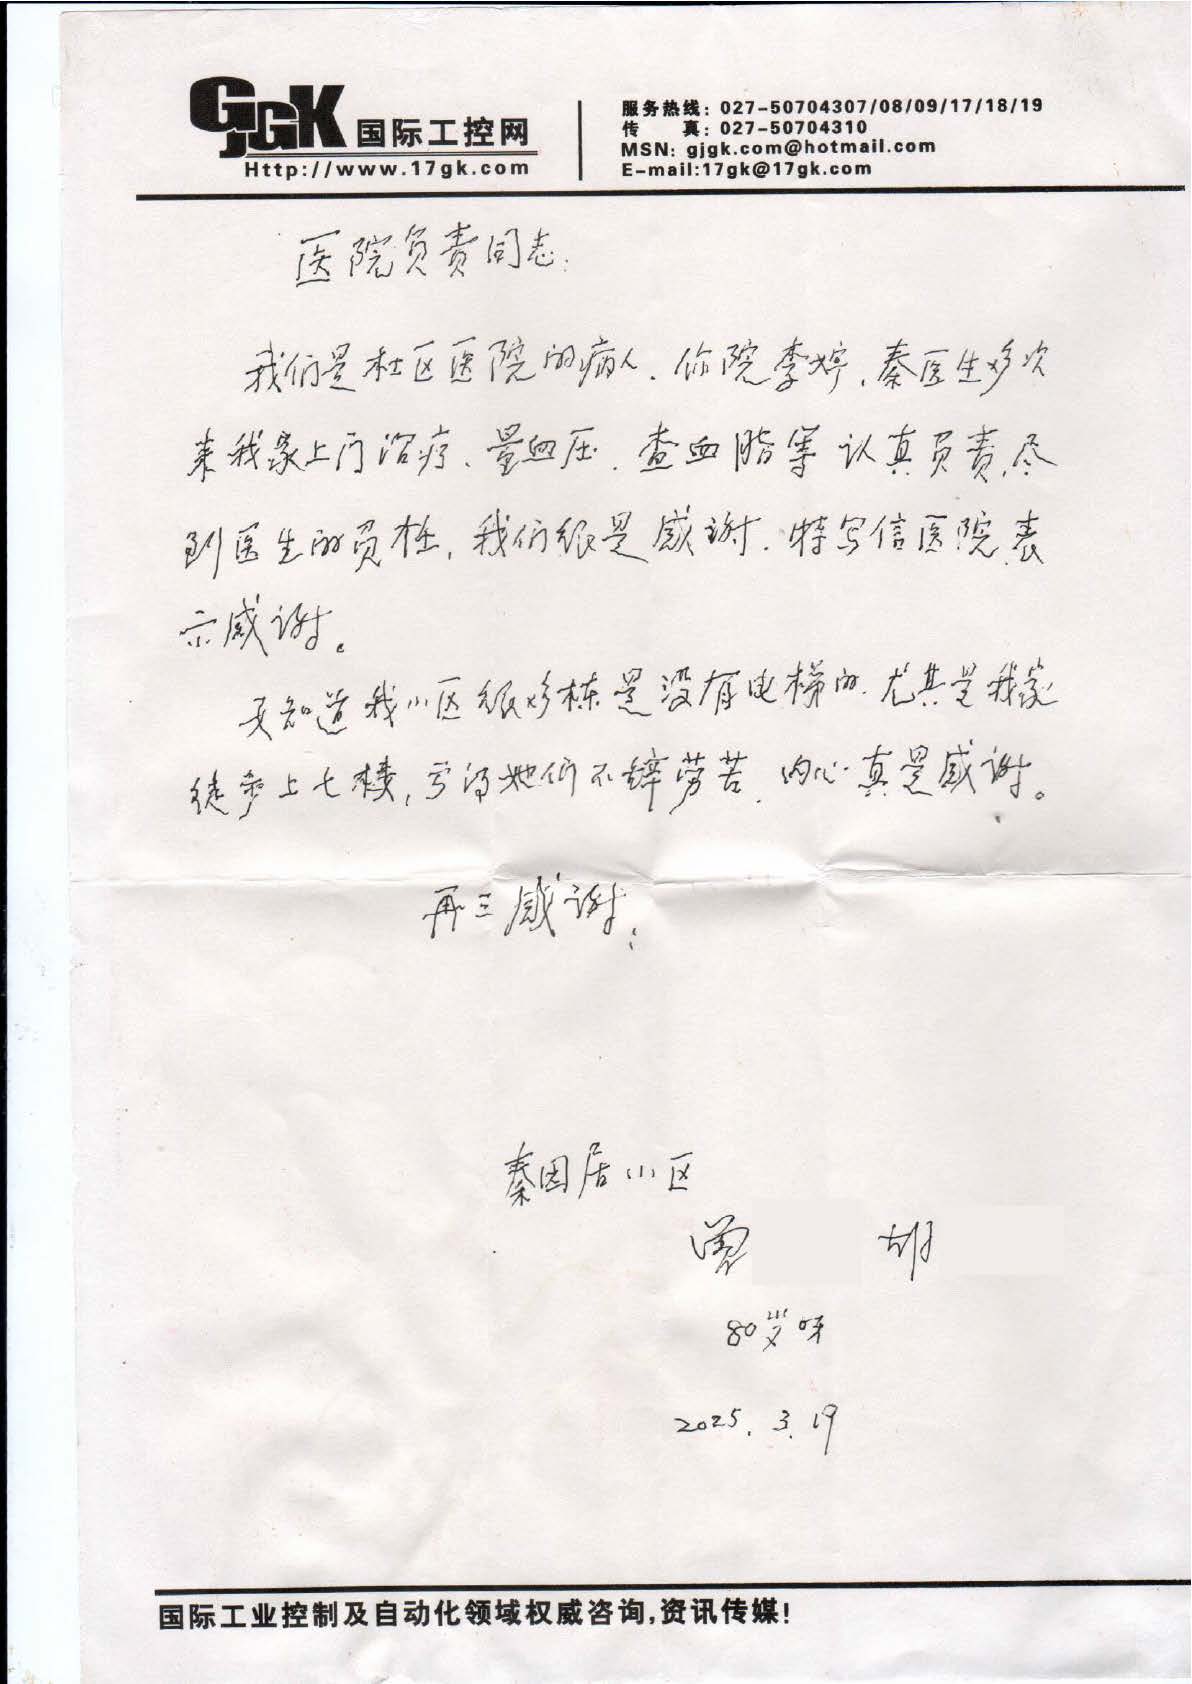 GJGK 国际工控网
Http://www.17gk.com
服务热线: 027-50704307/08/09/17/18/19
传 真: 027-50704310
MSN: gjgk.com@hotmail.com
E-mail:17gk@17gk.com
医院负责同志:
我们是社区医院的病人、你院李婷、秦医生多次
来我家上门治疗、量血压、查血脂等认真负责、尽
到医生的责任,我们很是感谢、特写信医院、表
示感谢。
要知道我小区很多栋是没有电梯的、尤其是我家
徒步上七楼,亏得她们不辞劳苦、内心真是感谢。
再三感谢!
秦园居小区
曾 胡
80岁
2025.3.19
国际工业控制及自动化领域权威咨询,资讯传媒!